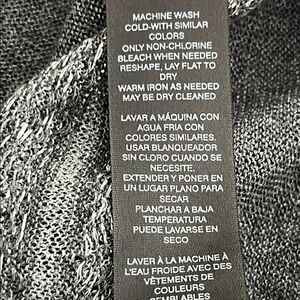 MACHINE WASH
COLD-WITH SIMILAR
COLORS
ONLY NON-CHLORINE
BLEACH WHEN NEEDED
RESHAPE, LAY FLAT TO
DRY
WARM IRON AS NEEDED
MAY BE DRY CLEANED
LAVAR A MÁQUINA CON
AGUA FRIA CON
COLORES SIMILARES.
USAR BLANQUEADOR
SIN CLORO CUANDO SE
NECESITE.
EXTENDER Y PONER EN
UN LUGAR PLANO PARA
SECAR
PLANCHAR A BAJA
TEMPERATURA
PUEDE LAVARSE EN
SECO
LAVER À LA MACHINE À
L'EAU FROIDE AVEC DES
VÊTEMENTS DE
COULEURS
SEMBLABLES